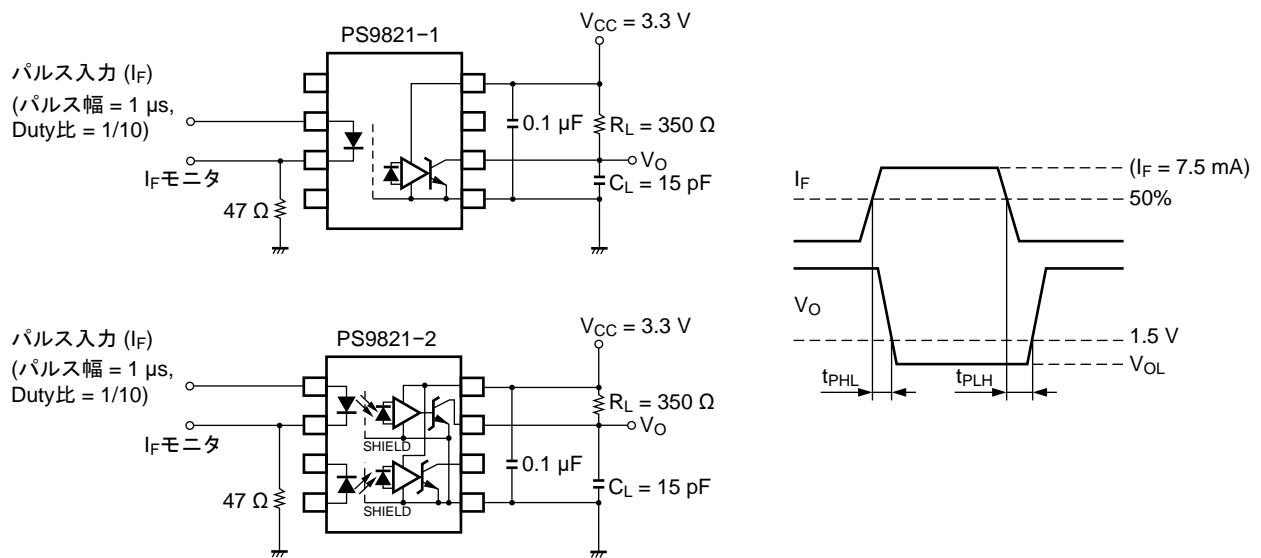 PS9821−1
VCC = 3.3 V
パルス入力 (IF)
(パルス幅 = 1 μs,
Duty比 = 1/10)
IFモニタ
47 Ω
0.1 μF
RL = 350 Ω
VO
CL = 15 pF
IF
(IF = 7.5 mA)
50%
VO
1.5 V
VOL
tPHL
tPLH
PS9821−2
VCC = 3.3 V
パルス入力 (IF)
(パルス幅 = 1 μs,
Duty比 = 1/10)
IFモニタ
47 Ω
SHIELD
SHIELD
0.1 μF
RL = 350 Ω
VO
CL = 15 pF